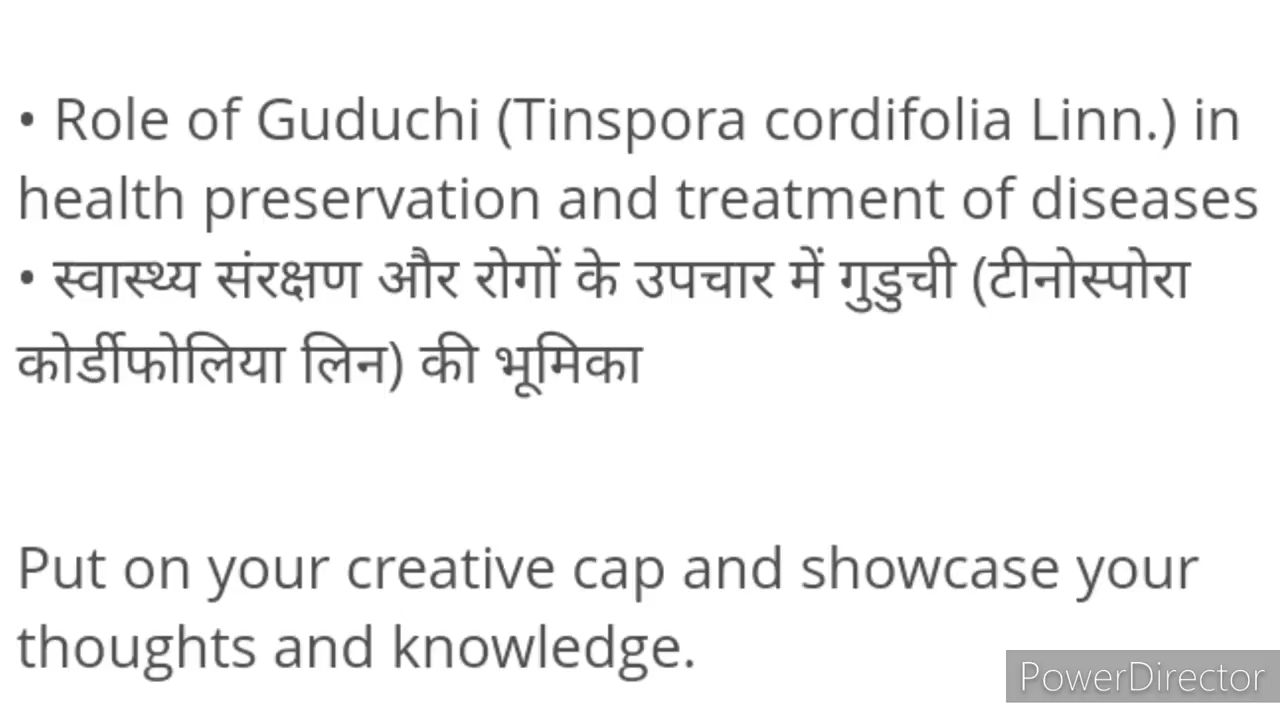 • Role of Guduchi (Tinspora cordifolia Linn.) in
health preservation and treatment of diseases
• स्वास्थ्य संरक्षण और रोगों के उपचार में गुडुची (टीनोस्पोरा
कोर्डीफोलिया लिन) की भूमिका
Put on your creative cap and showcase your
thoughts and knowledge.
PowerDirector